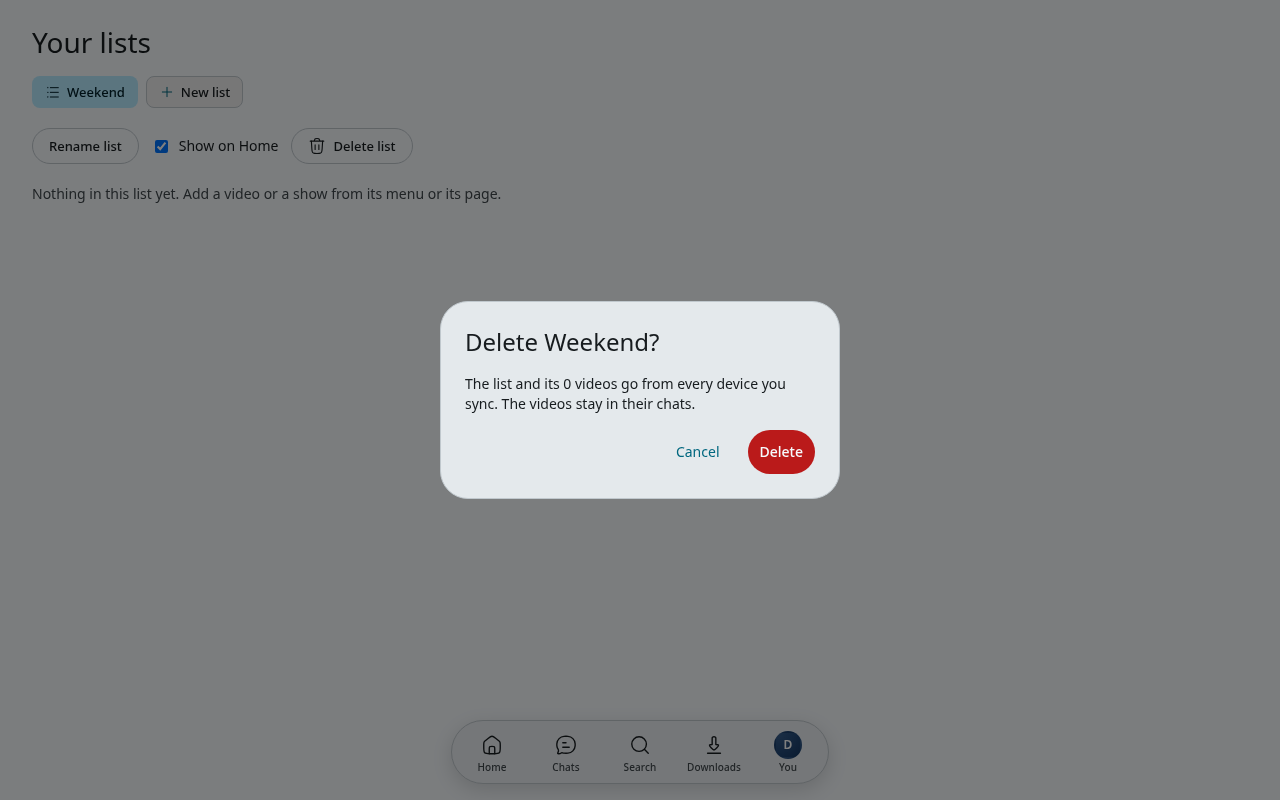 Your lists
Weekend
New list
Rename list
Show on Home
Delete list
Nothing in this list yet. Add a video or a show from its menu or its page.
Delete Weekend?
The list and its 0 videos go from every device you
sync. The videos stay in their chats.
Cancel
Delete
D
Home
Chats
Search
Downloads
You